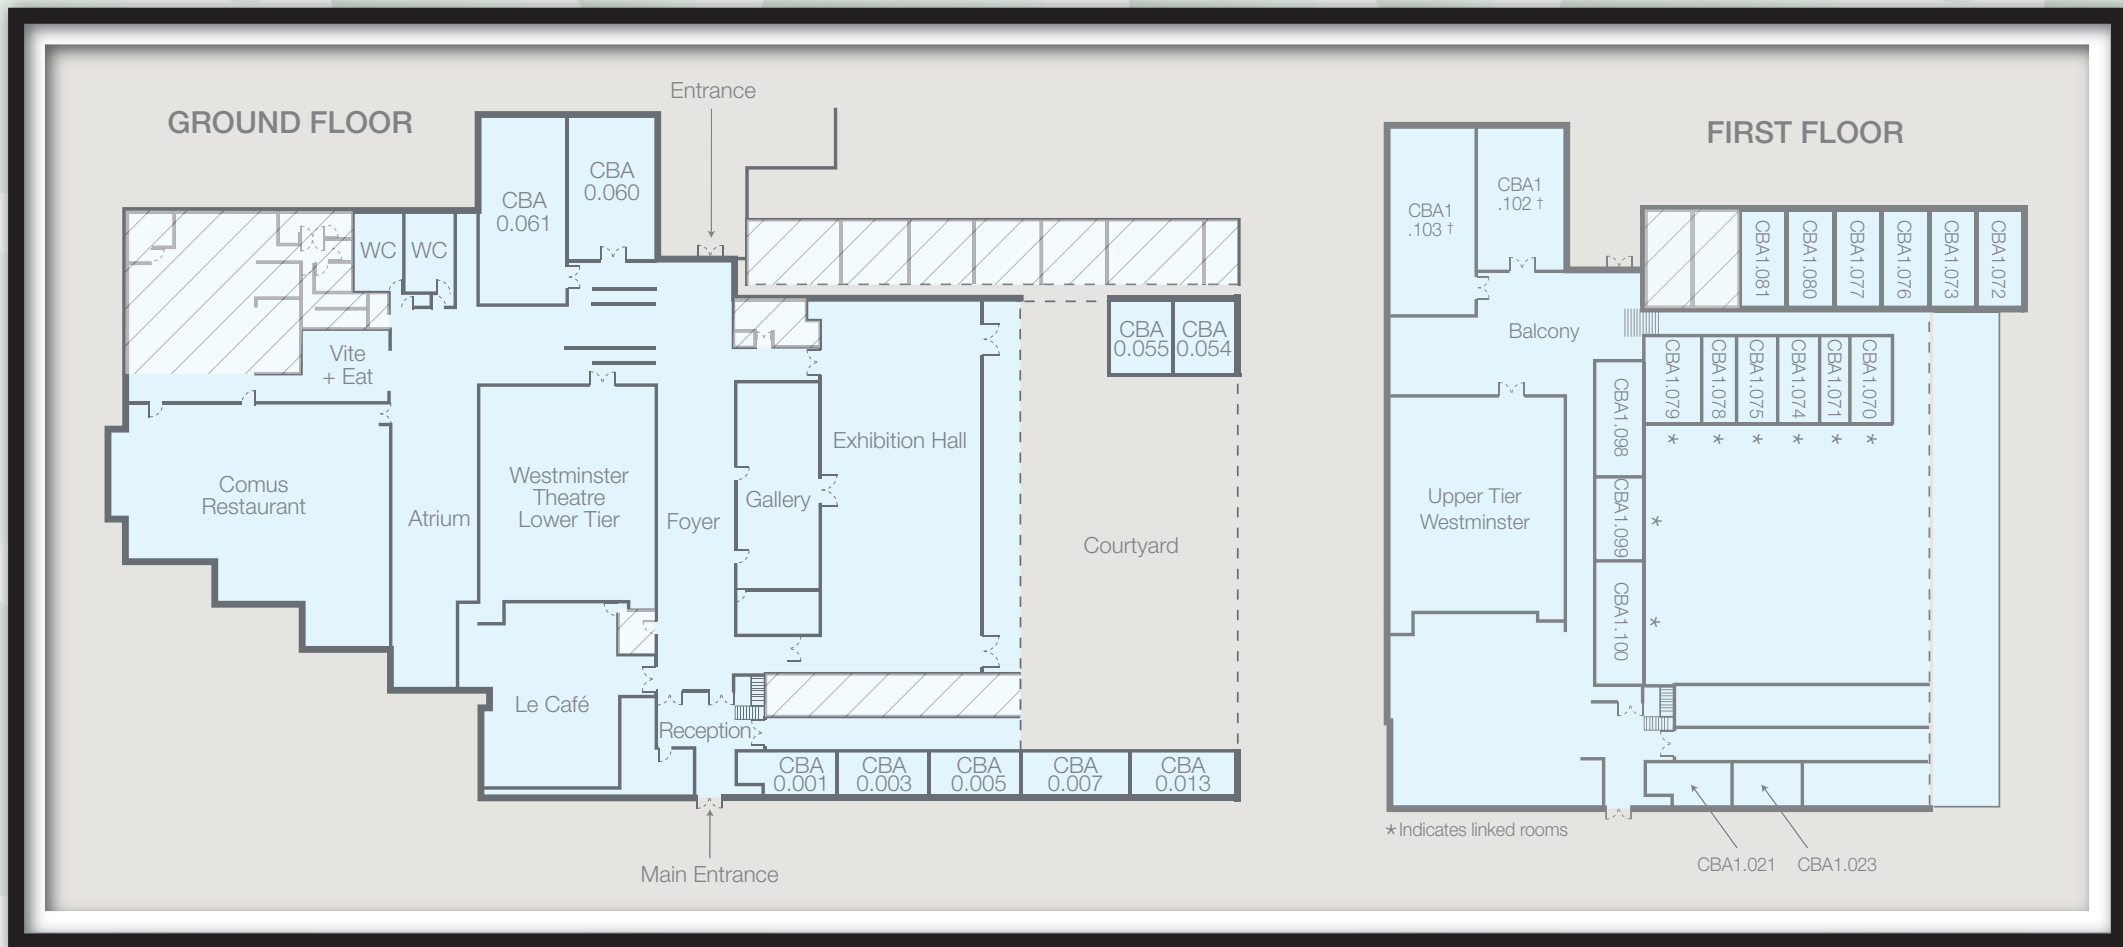 GROUND FLOOR
Entrance
CBA
0.061
CBA
0.060
WC
WC
Vite
+ Eat
Comus
Restaurant
Atrium
Westminster
Theatre
Lower Tier
Foyer
Gallery
Exhibition Hall
CBA
0.055
CBA
0.054
Courtyard
Le Café
Reception
CBA
0.001
CBA
0.003
CBA
0.005
CBA
0.007
CBA
0.013
Main Entrance
FIRST FLOOR
CBA1
.103 †
CBA1
.102 †
CBA1.081
CBA1.080
CBA1.077
CBA1.076
CBA1.073
CBA1.072
Balcony
CBA1.079
CBA1.078
CBA1.075
CBA1.074
CBA1.071
CBA1.070
* * * * * *
CBA1.098
CBA1.099
*
CBA1.100
*
Upper Tier
Westminster
* Indicates linked rooms
CBA1.021
CBA1.023